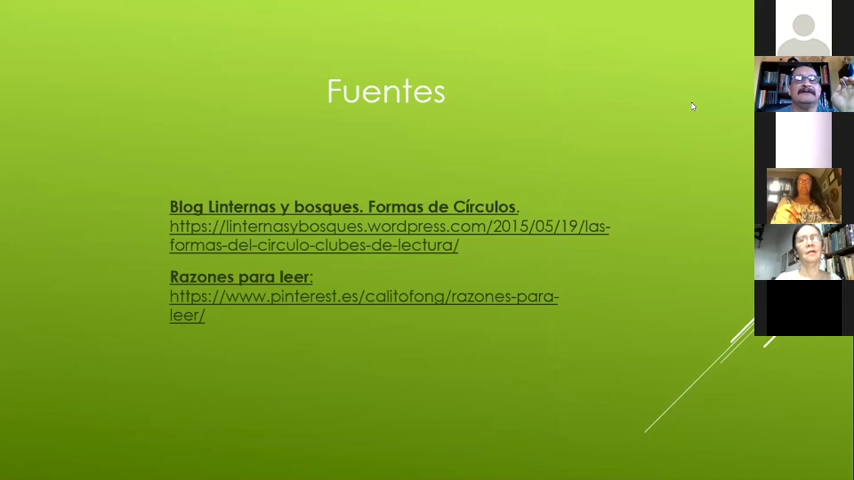 Fuentes
Blog Linternas y bosques. Formas de Círculos.
https://linternasybosques.wordpress.com/2015/05/19/las-
formas-del-circulo-clubes-de-lectura/
Razones para leer:
https://www.pinterest.es/calitofong/razones-para-
leer/